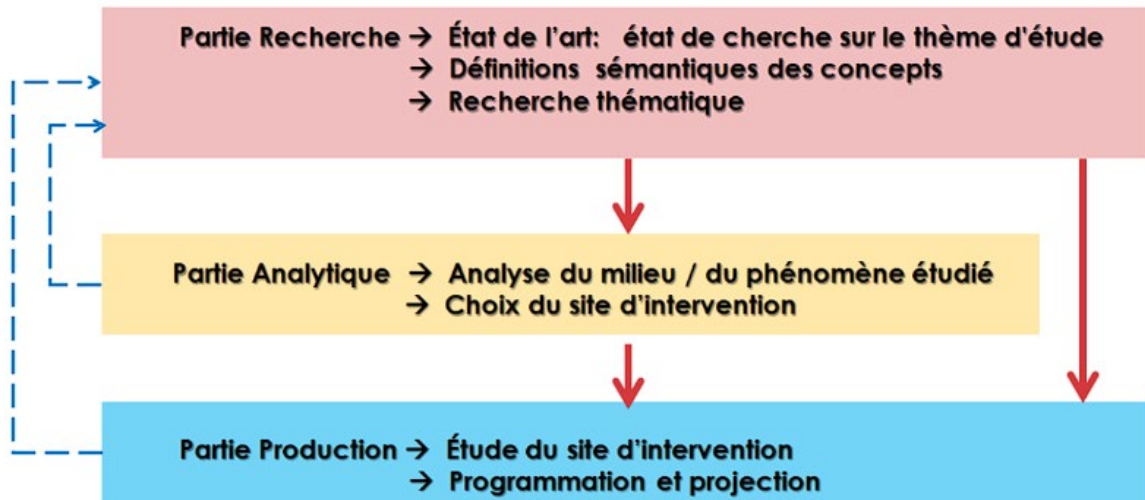 Partie Recherche → État de l'art: état de cherche sur le thème d'étude
→ Définitions sémantiques des concepts
→ Recherche thématique
Partie Analytique → Analyse du milieu / du phénomène étudié
→ Choix du site d'intervention
Partie Production → Étude du site d'intervention
→ Programmation et projection